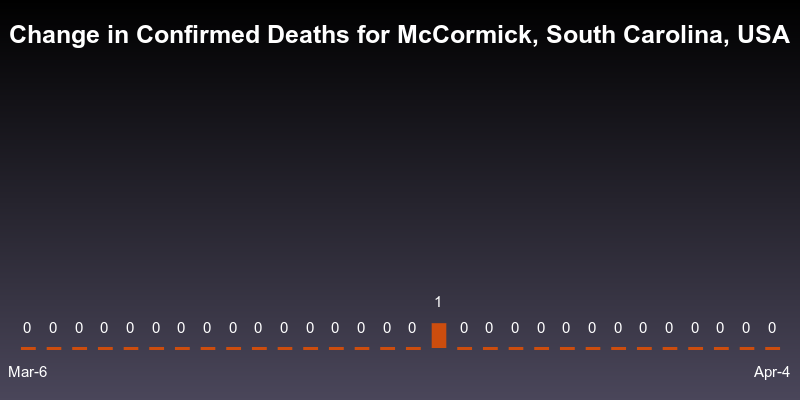 Change in Confirmed Deaths for McCormick, South Carolina, USA
1
0 0 0 0 0 0 0 0 0 0 0 0 0 0 0 0 0 0 0 0 0 0 0 0 0 0 0 0 0
Mar-6 Apr-4